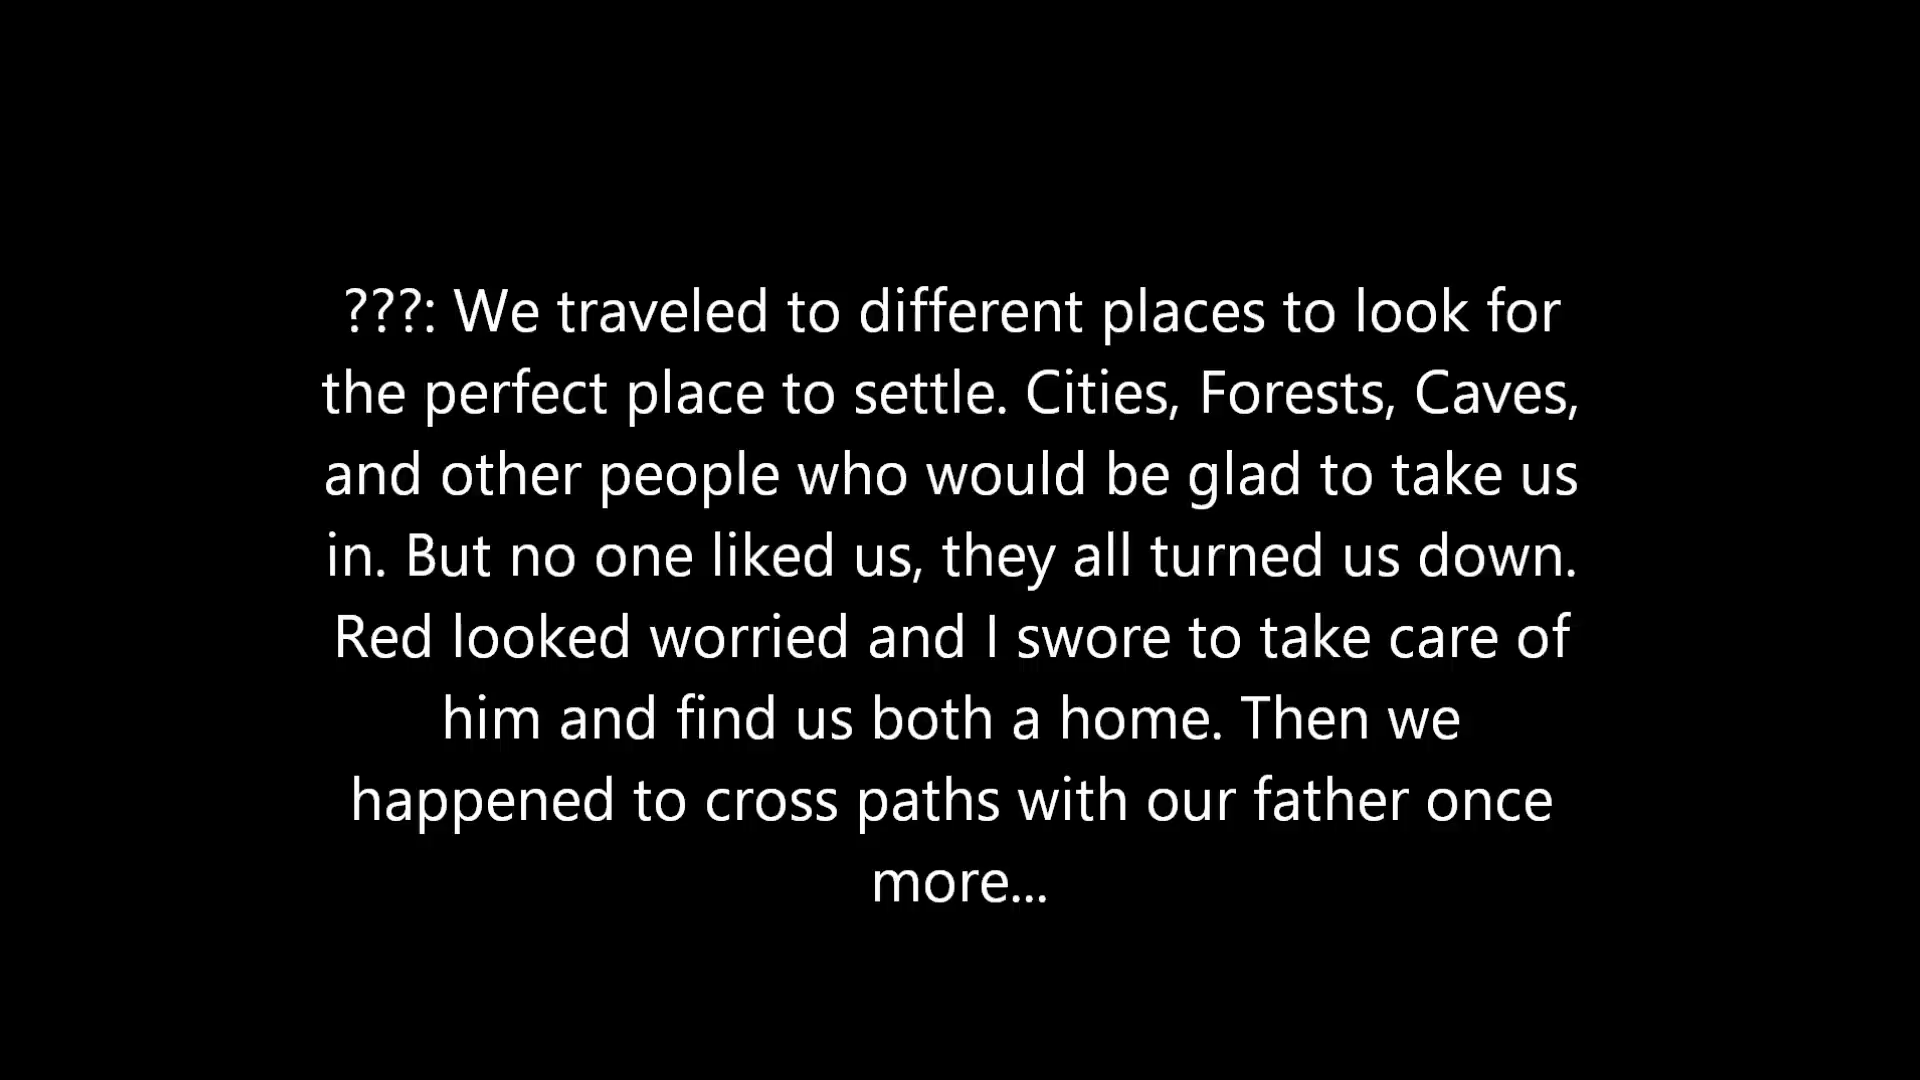 ???: We traveled to different places to look for
the perfect place to settle. Cities, Forests, Caves,
and other people who would be glad to take us
in. But no one liked us, they all turned us down.
Red looked worried and I swore to take care of
him and find us both a home. Then we
happened to cross paths with our father once
more...